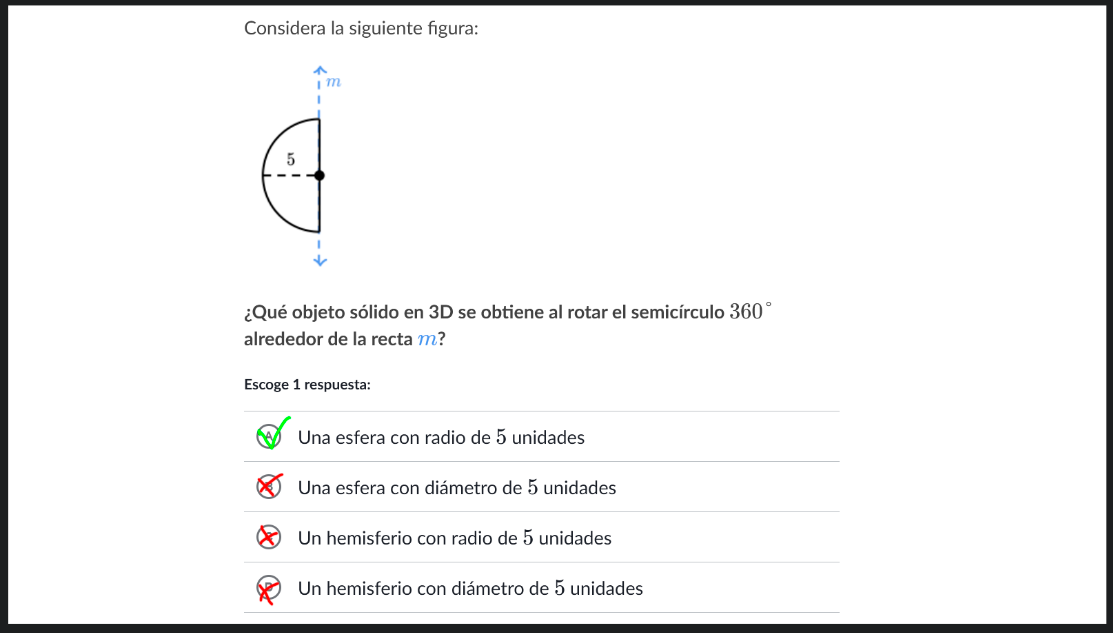 Considera la siguiente figura:
m
5
¿Qué objeto sólido en 3D se obtiene al rotar el semicírculo 360°
alrededor de la recta m?
Escoge 1 respuesta:
A Una esfera con radio de 5 unidades
Una esfera con diámetro de 5 unidades
Un hemisferio con radio de 5 unidades
Un hemisferio con diámetro de 5 unidades